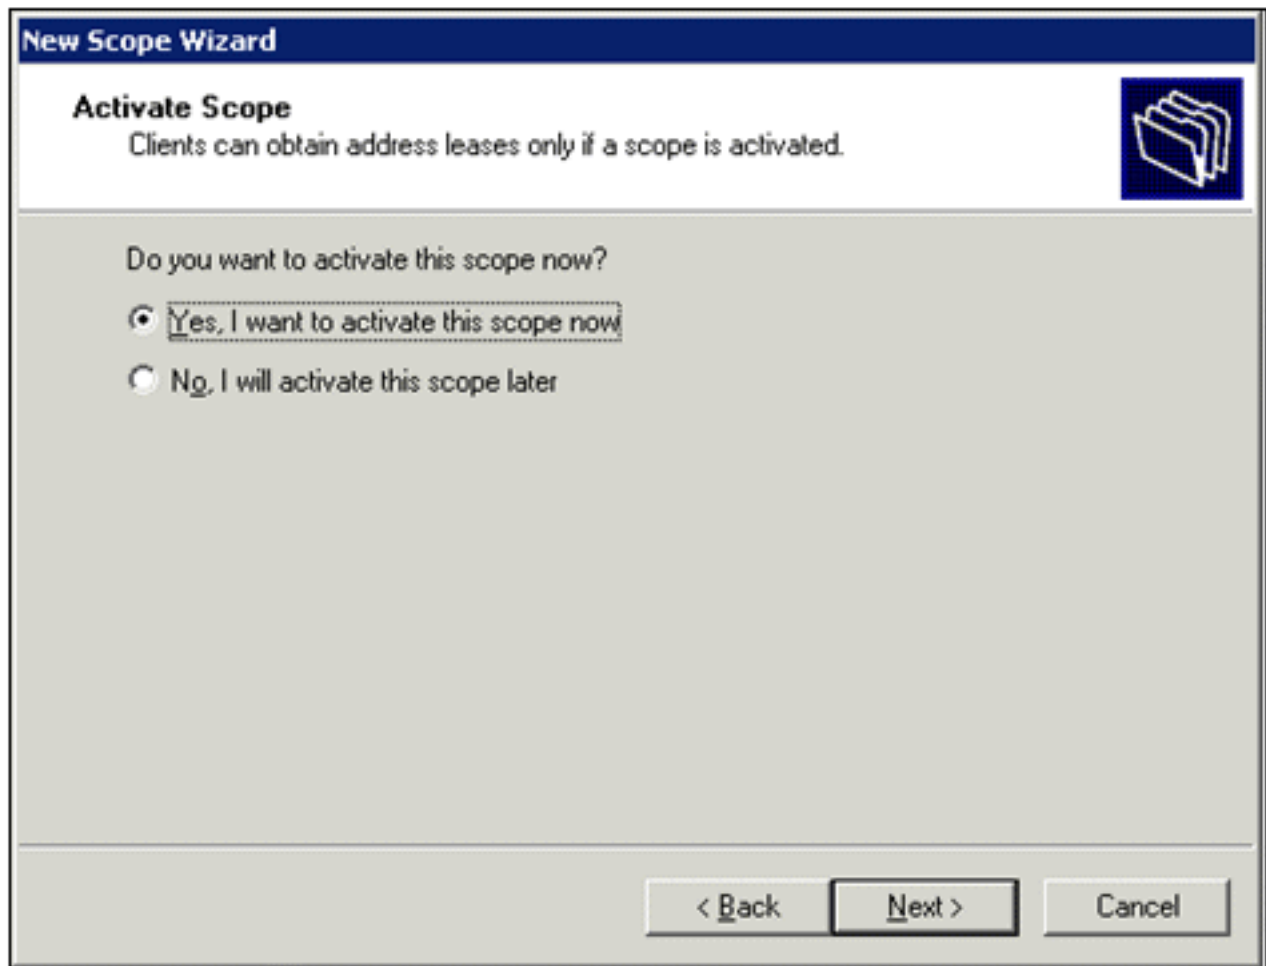 New Scope Wizard
Activate Scope
Clients can obtain address leases only if a scope is activated.
Do you want to activate this scope now?
Yes, I want to activate this scope now
No, I will activate this scope later
< Back
Next >
Cancel